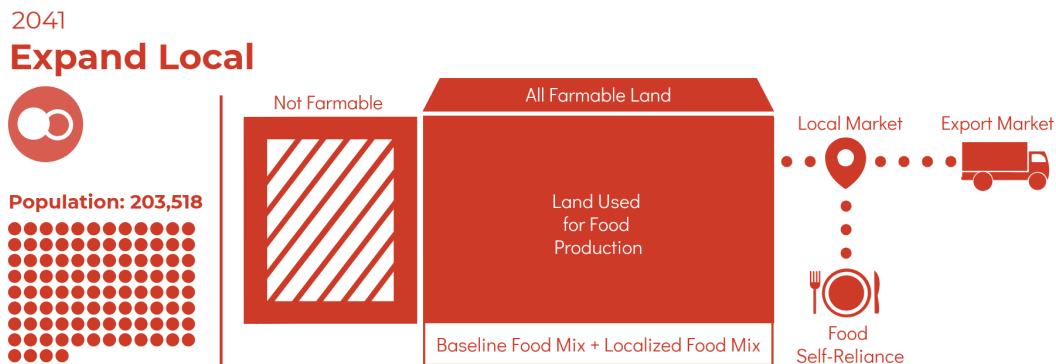 2041
Expand Local
Population: 203,518
Not Farmable
All Farmable Land
Land Used
for Food
Production
Baseline Food Mix + Localized Food Mix
Local Market
Export Market
Food
Self-Reliance